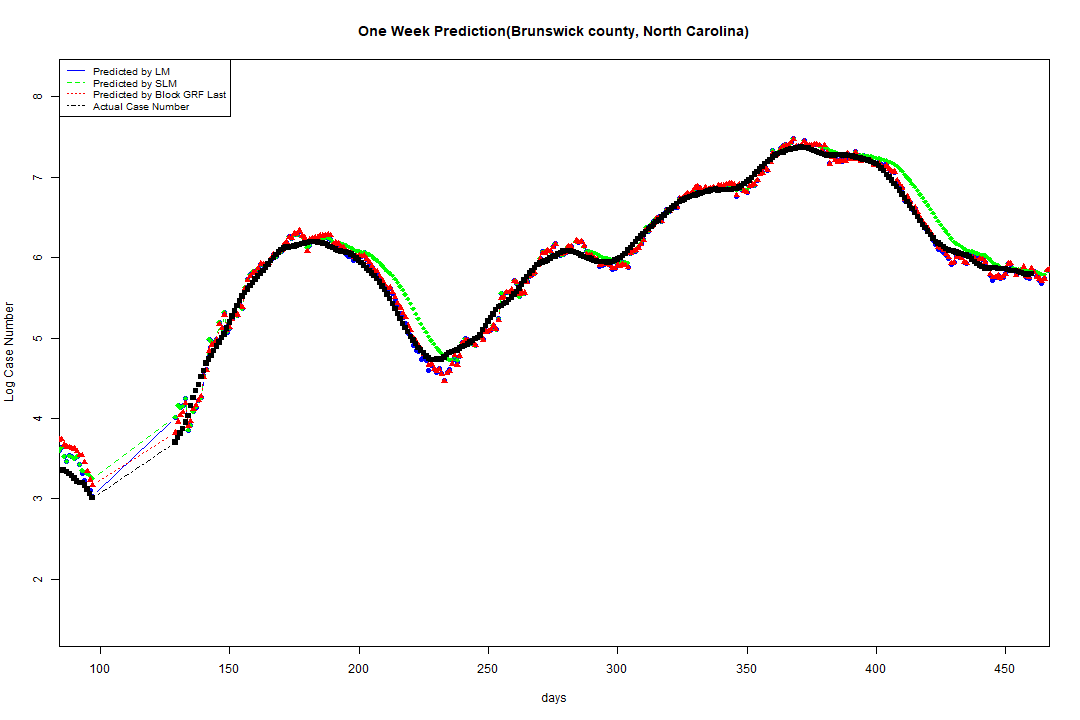 One Week Prediction(Brunswick county, North Carolina)
Predicted by LM
Predicted by SLM
Predicted by Block GRF Last
Actual Case Number
8
7
6
5
4
3
2
Log Case Number
100 150 200 250 300 350 400 450
days